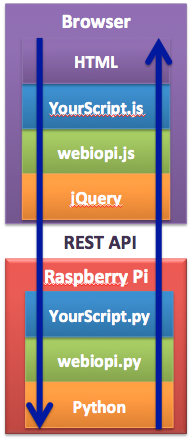 Browser
HTML
YourScript.js
webiopi.js
jQuery
REST API
Raspberry Pi
YourScript.py
webiopi.py
Python